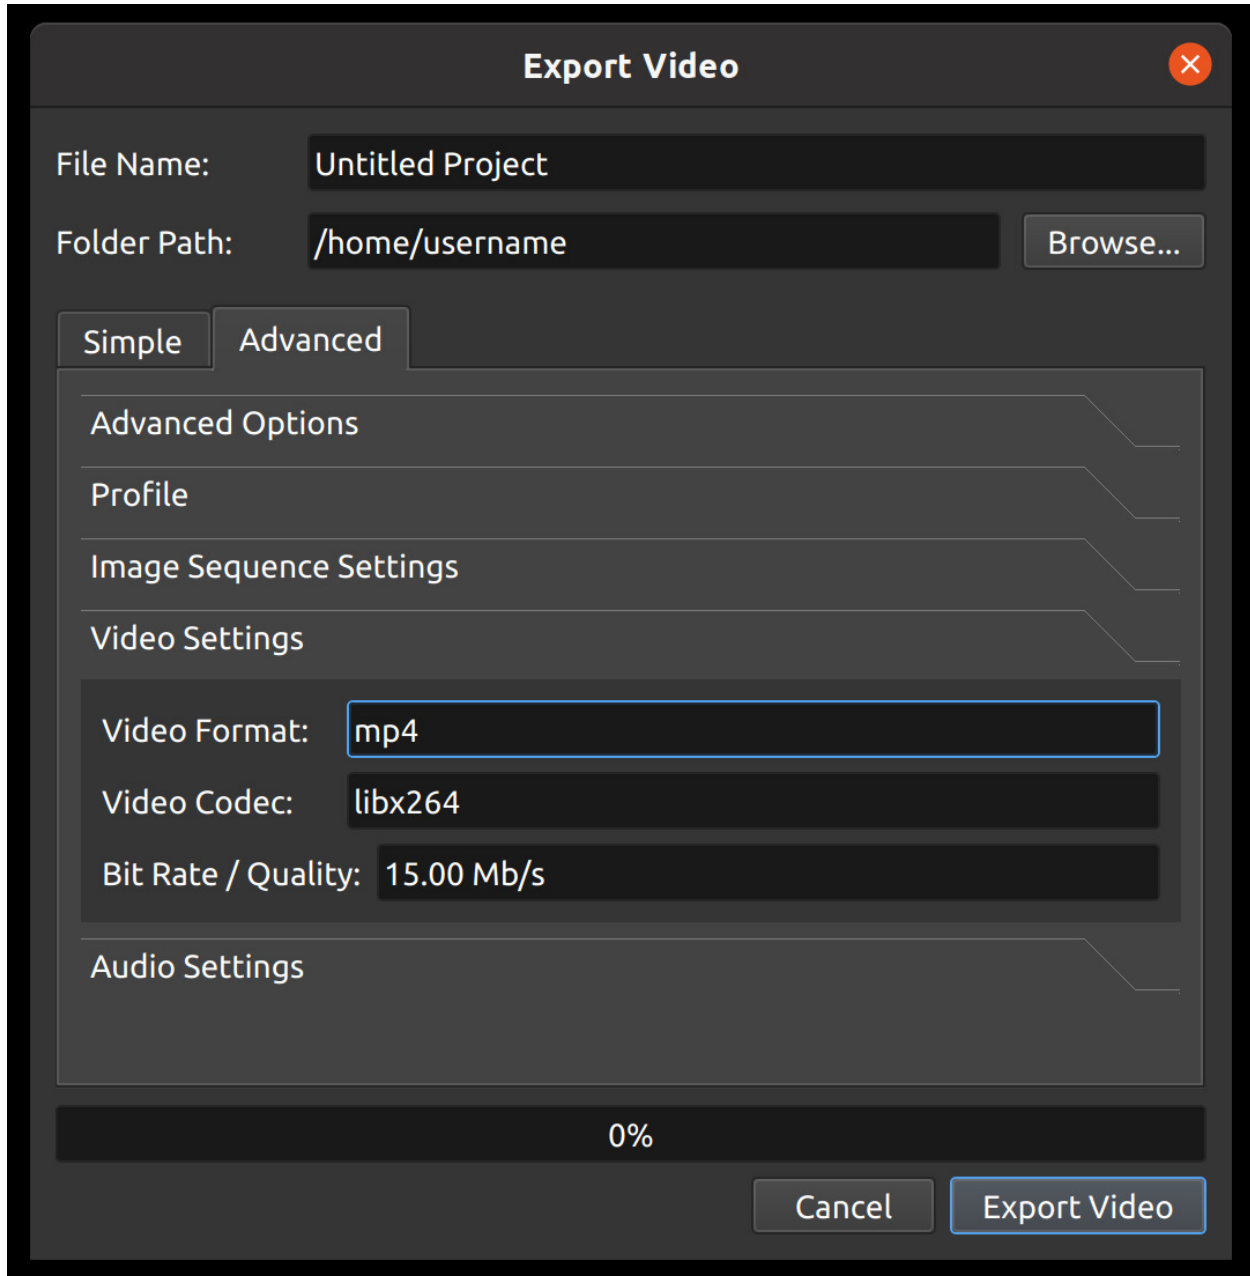 Export Video
File Name: Untitled Project
Folder Path: /home/username Browse...
Simple Advanced
Advanced Options
Profile
Image Sequence Settings
Video Settings
Video Format: mp4
Video Codec: libx264
Bit Rate / Quality: 15.00 Mb/s
Audio Settings
0%
Cancel Export Video